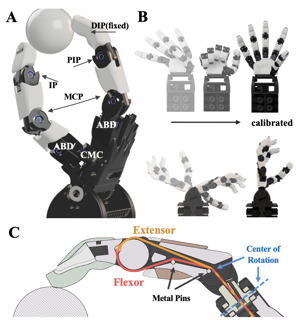 A
DIP(fixed)
PIP
IP
MCP
ABD
ABD
CMC
B
calibrated
C
Extensor
Flexor
Metal Pins
Center of
Rotation